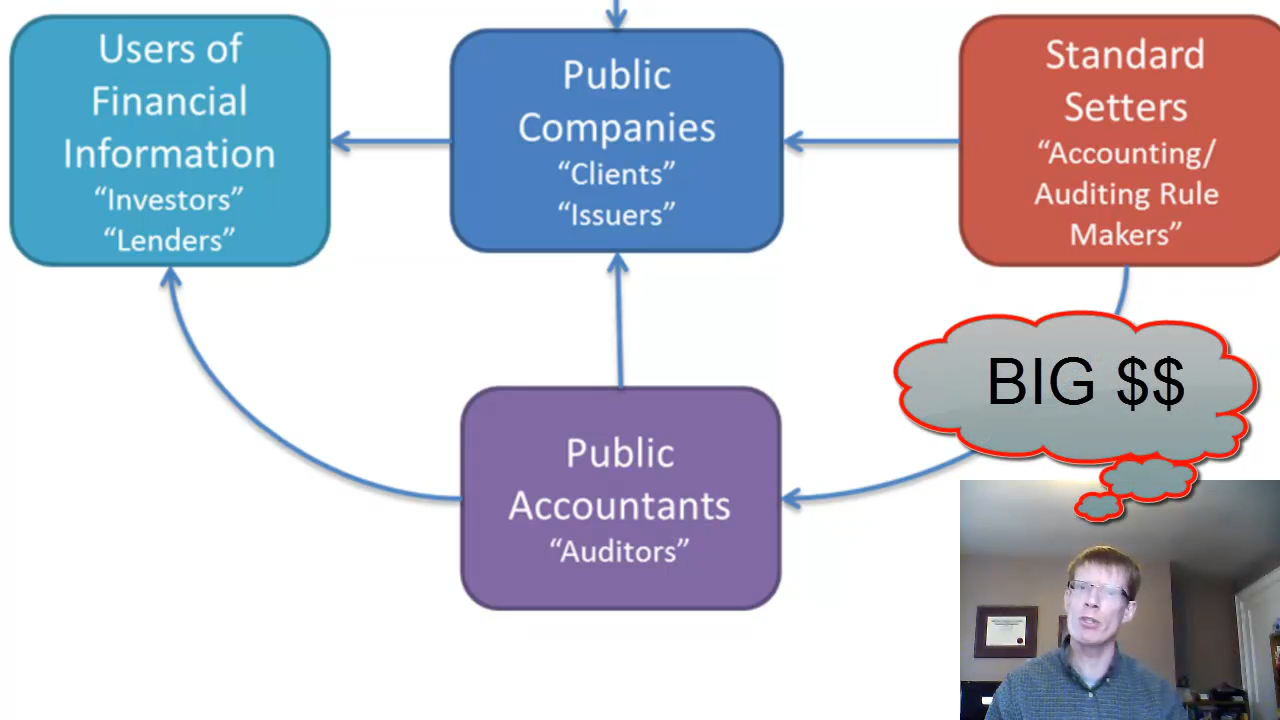 Users of
Financial
Information
“Investors”
“Lenders”
Public
Companies
“Clients”
“Issuers”
Standard
Setters
“Accounting/
Auditing Rule
Makers”
BIG $$
Public
Accountants
“Auditors”